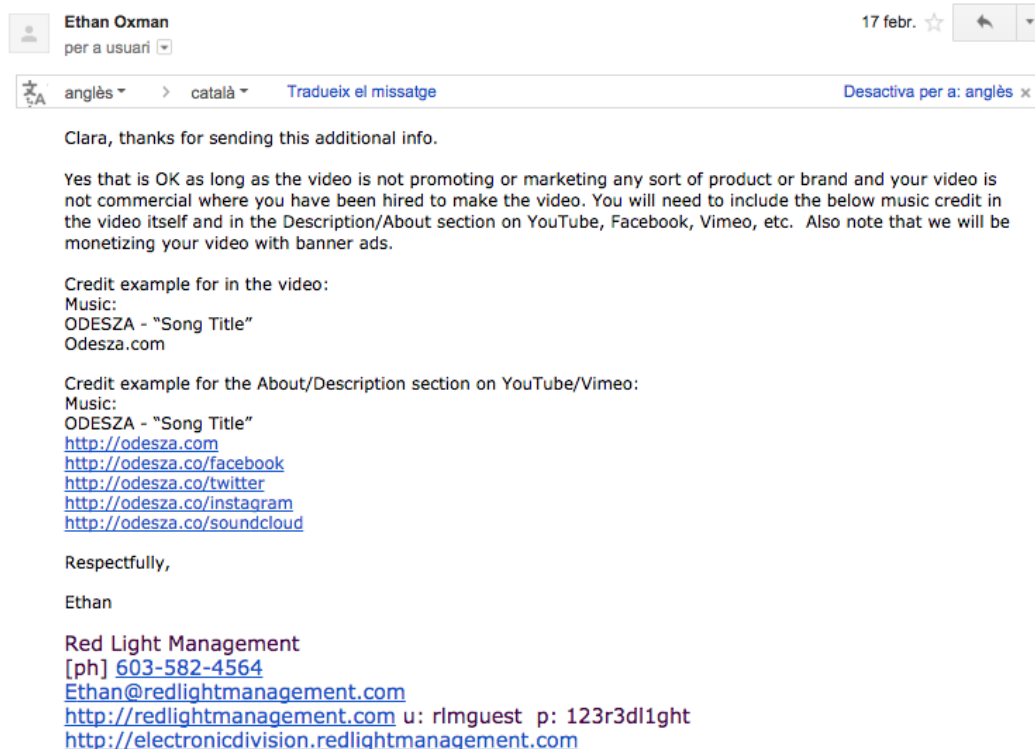 Ethan Oxman
17 febr.
per a usuari
anglès > català Tradueix el missatge Desactiva per a: anglès ×
Clara, thanks for sending this additional info.
Yes that is OK as long as the video is not promoting or marketing any sort of product or brand and your video is
not commercial where you have been hired to make the video. You will need to include the below music credit in
the video itself and in the Description/About section on YouTube, Facebook, Vimeo, etc.  Also note that we will be
monetizing your video with banner ads.
Credit example for in the video:
Music:
ODESZA - “Song Title”
Odesza.com
Credit example for the About/Description section on YouTube/Vimeo:
Music:
ODESZA - “Song Title”
http://odesza.com
http://odesza.co/facebook
http://odesza.co/twitter
http://odesza.co/instagram
http://odesza.co/soundcloud
Respectfully,
Ethan
Red Light Management
[ph] 603-582-4564
Ethan@redlightmanagement.com
http://redlightmanagement.com u: rlmguest  p: 123r3dl1ght
http://electronicdivision.redlightmanagement.com